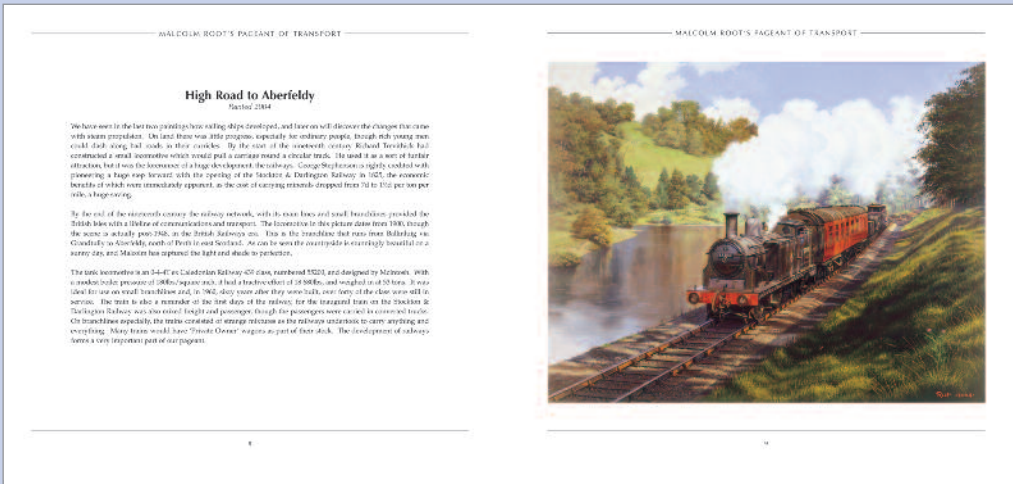 MALCOLM ROOT'S PAGEANT OF TRANSPORT
High Road to Aberfeldy
Painted 2004
We have seen in the last two paintings how sailing ships developed, and later on will discover the changes that came
with steam propulsion. On land there was little progress, especially for ordinary people, though rich young men
could dash along bad roads in their curricles. By the start of the nineteenth century Richard Trevithick had
constructed a small locomotive which would pull a carriage round a circular track. He used it as a sort of funfair
attraction, but it was the forerunner of a huge development, the railways. George Stephenson is rightly credited with
pioneering a huge step forward with the opening of the Stockton & Darlington Railway in 1825, the economic
benefits of which were immediately apparent, as the cost of carrying minerals dropped from 7d to 1½d per ton per
mile, a huge saving.
By the end of the nineteenth century the railway network, with its main lines and small branchlines provided the
British Isles with a lifeline of communications and transport. The locomotive in this picture dates from 1900, though
the scene is actually post-1948, in the British Railways era. This is the branchline that runs from Ballinluig via
Grandtully to Aberfeldy, north of Perth in east Scotland. As can be seen the countryside is stunningly beautiful on a
sunny day, and Malcolm has captured the light and shade to perfection.
The tank locomotive is an 0-4-4T ex Caledonian Railway 439 class, numbered and designed by McIntosh. With
a modest boiler pressure of 180lbs/square inch, it had a tractive effort of 18 680lbs, and weighed in at 53 tons. It was
ideal for use on small branchlines and, in 1960, sixty years after they were built, over forty of the class were still in
service. The train is also a reminder of the first days of the railway, for the inaugural train on the Stockton &
Darlington Railway was also mixed freight and passenger, though the passengers were carried in converted trucks.
On branchlines especially, the trains consisted of strange mixtures as the railways undertook to carry anything and
everything. Many trains would have 'Private Owner' wagons as part of their stock. The development of railways
forms a very important part of our pageant.
MALCOLM ROOT'S PAGEANT OF TRANSPORT